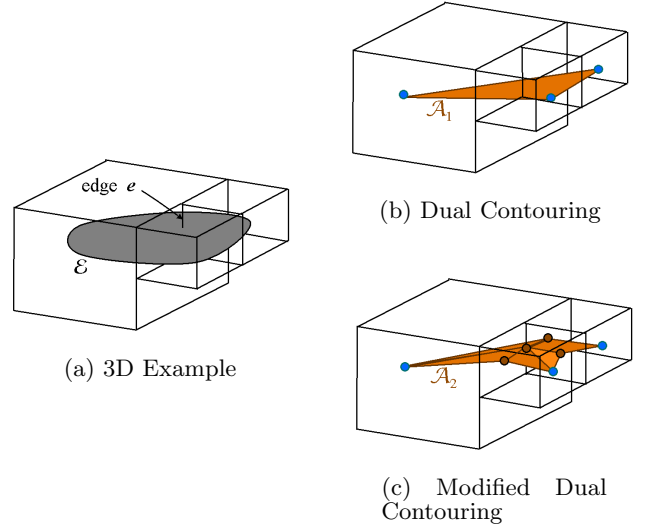 𝒜₁
(b) Dual Contouring
edge e
ℰ
(a) 3D Example
𝒜₂
(c) Modified Dual
Contouring